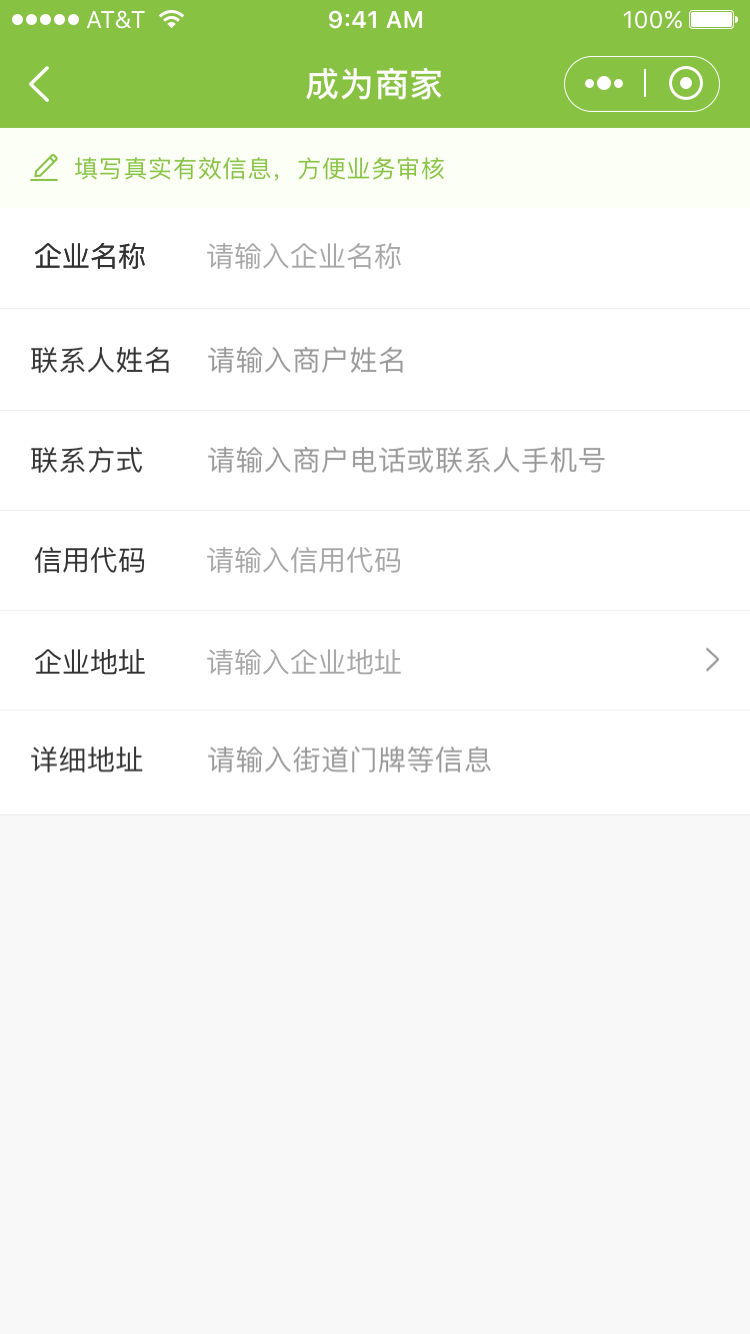 AT&T 9:41 AM 100%
成为商家
填写真实有效信息，方便业务审核
企业名称 请输入企业名称
联系人姓名 请输入商户姓名
联系方式 请输入商户电话或联系人手机号
信用代码 请输入信用代码
企业地址 请输入企业地址
详细地址 请输入街道门牌等信息